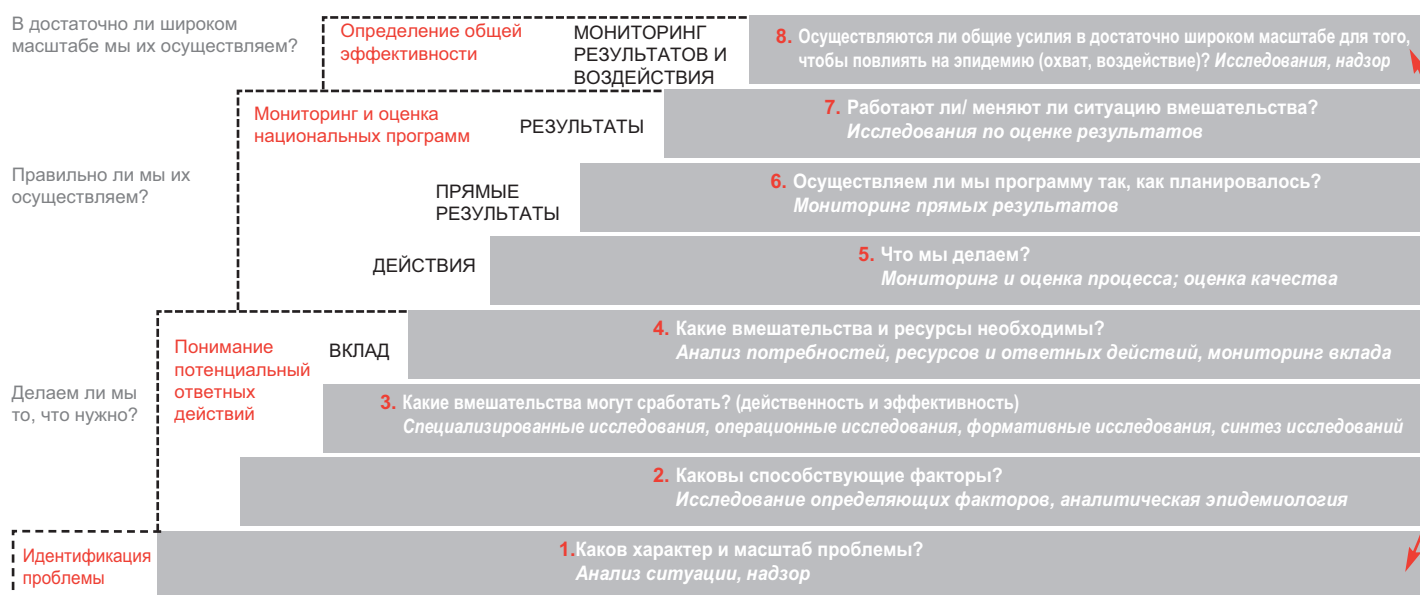 В достаточно ли широком
масштабе мы их осуществляем?
Определение общей
эффективности
МОНИТОРИНГ
РЕЗУЛЬТАТОВ И
ВОЗДЕЙСТВИЯ
8. Осуществляются ли общие усилия в достаточно широком масштабе для того,
чтобы повлиять на эпидемию (охват, воздействие)? Исследования, надзор
Мониторинг и оценка
национальных программ
РЕЗУЛЬТАТЫ
7. Работают ли/ меняют ли ситуацию вмешательства?
Исследования по оценке результатов
Правильно ли мы их
осуществляем?
ПРЯМЫЕ
РЕЗУЛЬТАТЫ
6. Осуществляем ли мы программу так, как планировалось?
Мониторинг прямых результатов
ДЕЙСТВИЯ
5. Что мы делаем?
Мониторинг и оценка процесса; оценка качества
Понимание
потенциальный
ответных
действий
ВКЛАД
4. Какие вмешательства и ресурсы необходимы?
Анализ потребностей, ресурсов и ответных действий, мониторинг вклада
Делаем ли мы
то, что нужно?
3. Какие вмешательства могут сработать? (действенность и эффективность)
Специализированные исследования, операционные исследования, формативные исследования, синтез исследований
2. Каковы способствующие факторы?
Исследование определяющих факторов, аналитическая эпидемиология
Идентификация
проблемы
1.Каков характер и масштаб проблемы?
Анализ ситуации, надзор